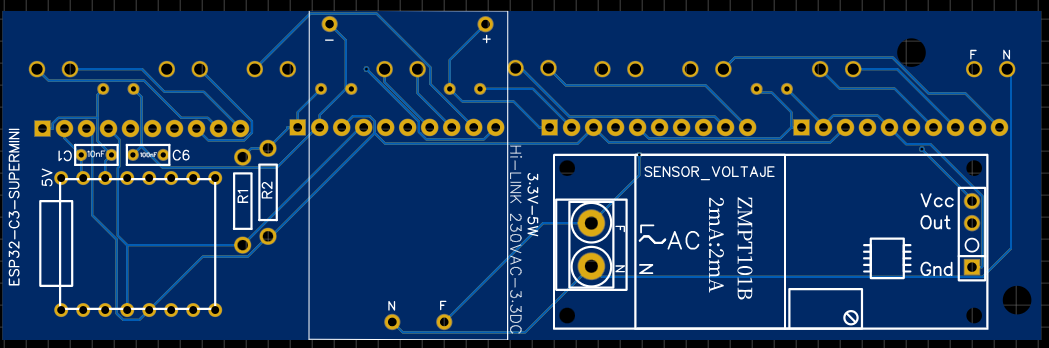 −
+
F N
ESP32-C3-SUPERMINI
C1
10nF
100nF
C6
5V
R1
R2
N F
Hi-LINK 230VAC-3.3DC
3.3V-5W
SENSOR_VOLTAJE
F
N
L
N
AC
ZMPT101B
2mA:2mA
Vcc
Out
Gnd